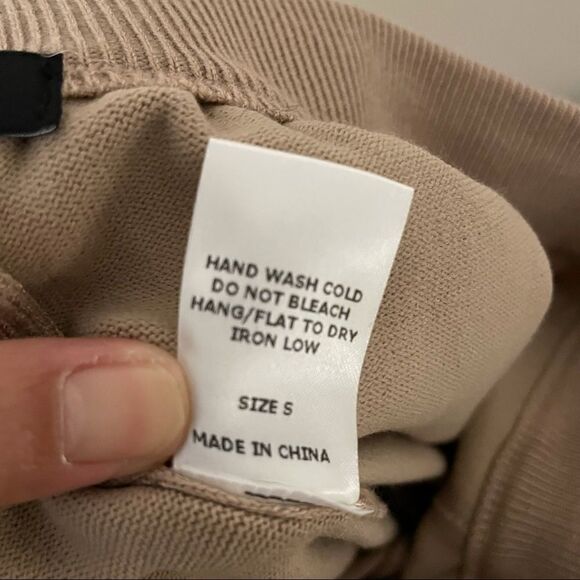 HAND WASH COLD
DO NOT BLEACH
HANG/FLAT TO DRY
IRON LOW
SIZE S
MADE IN CHINA